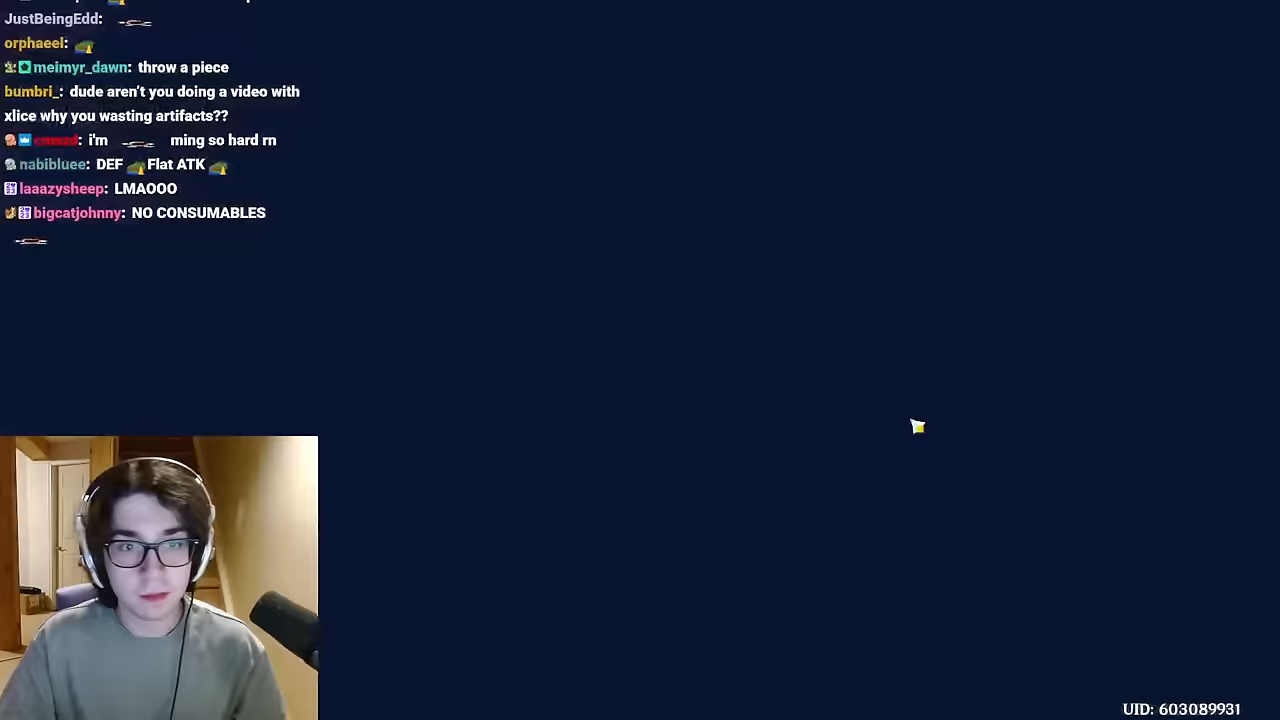 JustBeingEdd:
orphaeel:
meimyr_dawn: throw a piece
bumbri_: dude aren't you doing a video with
xlice why you wasting artifacts??
: i'm ming so hard rn
nabibluee: DEF Flat ATK
laaazysheep: LMAOOO
bigcatjohnny: NO CONSUMABLES
UID: 603089931